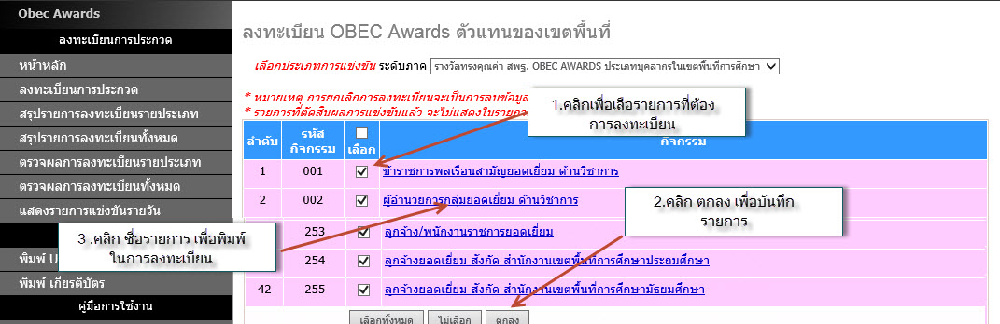 Obec Awards
ลงทะเบียนการประกวด
หน้าหลัก
ลงทะเบียนการประกวด
สรุปรายการลงทะเบียนรายประเภท
สรุปรายการลงทะเบียนทั้งหมด
ตรวจผลการลงทะเบียนรายประเภท
ตรวจผลการลงทะเบียนทั้งหมด
แสดงรายการแข่งขันรายวัน
พิมพ์ U
พิมพ์ เกียรติบัตร
คู่มือการใช้งาน
ลงทะเบียน OBEC Awards ตัวแทนของเขตพื้นที่
เลือกประเภทการแข่งขัน ระดับภาค รางวัลทรงคุณค่า สพฐ. OBEC AWARDS ประเภทบุคลากรในเขตพื้นที่การศึกษา
* หมายเหตุ การยกเลิกการลงทะเบียนจะเป็นการลบข้อมูล
* รายการที่ตัดสินผลการแข่งขันแล้ว จะไม่แสดงในรายกา
1.คลิกเพื่อเลือรายการที่ต้อง
การลงทะเบียน
ลำดับ รหัส กิจกรรม เลือก กิจกรรม
1 001 ข้าราชการพลเรือนสามัญยอดเยี่ยม ด้านวิชาการ
2 002 ผู้อำนวยการกลุ่มยอดเยี่ยม ด้านวิชาการ
2.คลิก ตกลง เพื่อบันทึก
รายการ
3 .คลิก ชื่อรายการ เพื่อพิมพ์
ในการลงทะเบียน
253 ลูกจ้าง/พนักงานราชการยอดเยี่ยม
254 ลูกจ้างยอดเยี่ยม สังกัด สำนักงานเขตพื้นที่การศึกษาประถมศึกษา
42 255 ลูกจ้างยอดเยี่ยม สังกัด สำนักงานเขตพื้นที่การศึกษามัธยมศึกษา
เลือกทั้งหมด ไม่เลือก ตกลง